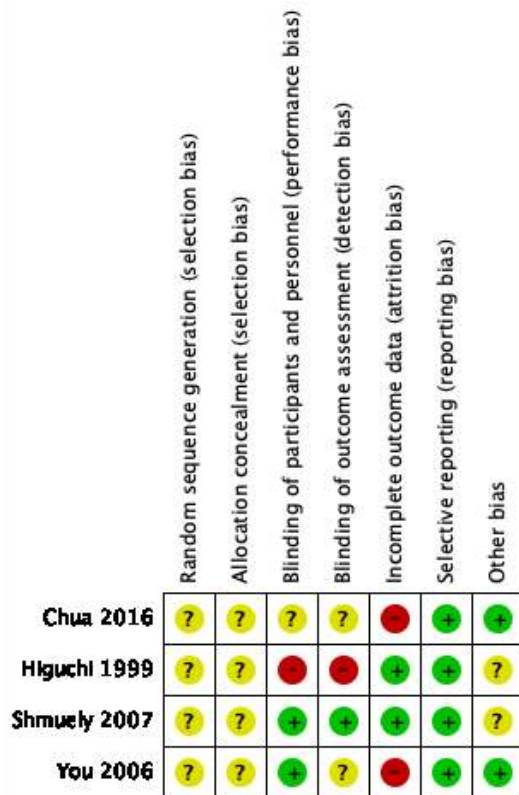 Random sequence generation (selection bias)
Allocation concealment (selection bias)
Blinding of participants and personnel (performance bias)
Blinding of outcome assessment (detection bias)
Incomplete outcome data (attrition bias)
Selective reporting (reporting bias)
Other bias
Chua 2016 ? ? ? ? - + +
Higuchi 1999 ? ? - - + + ?
Shmuely 2007 ? ? + + + + ?
You 2006 ? ? + ? - + +